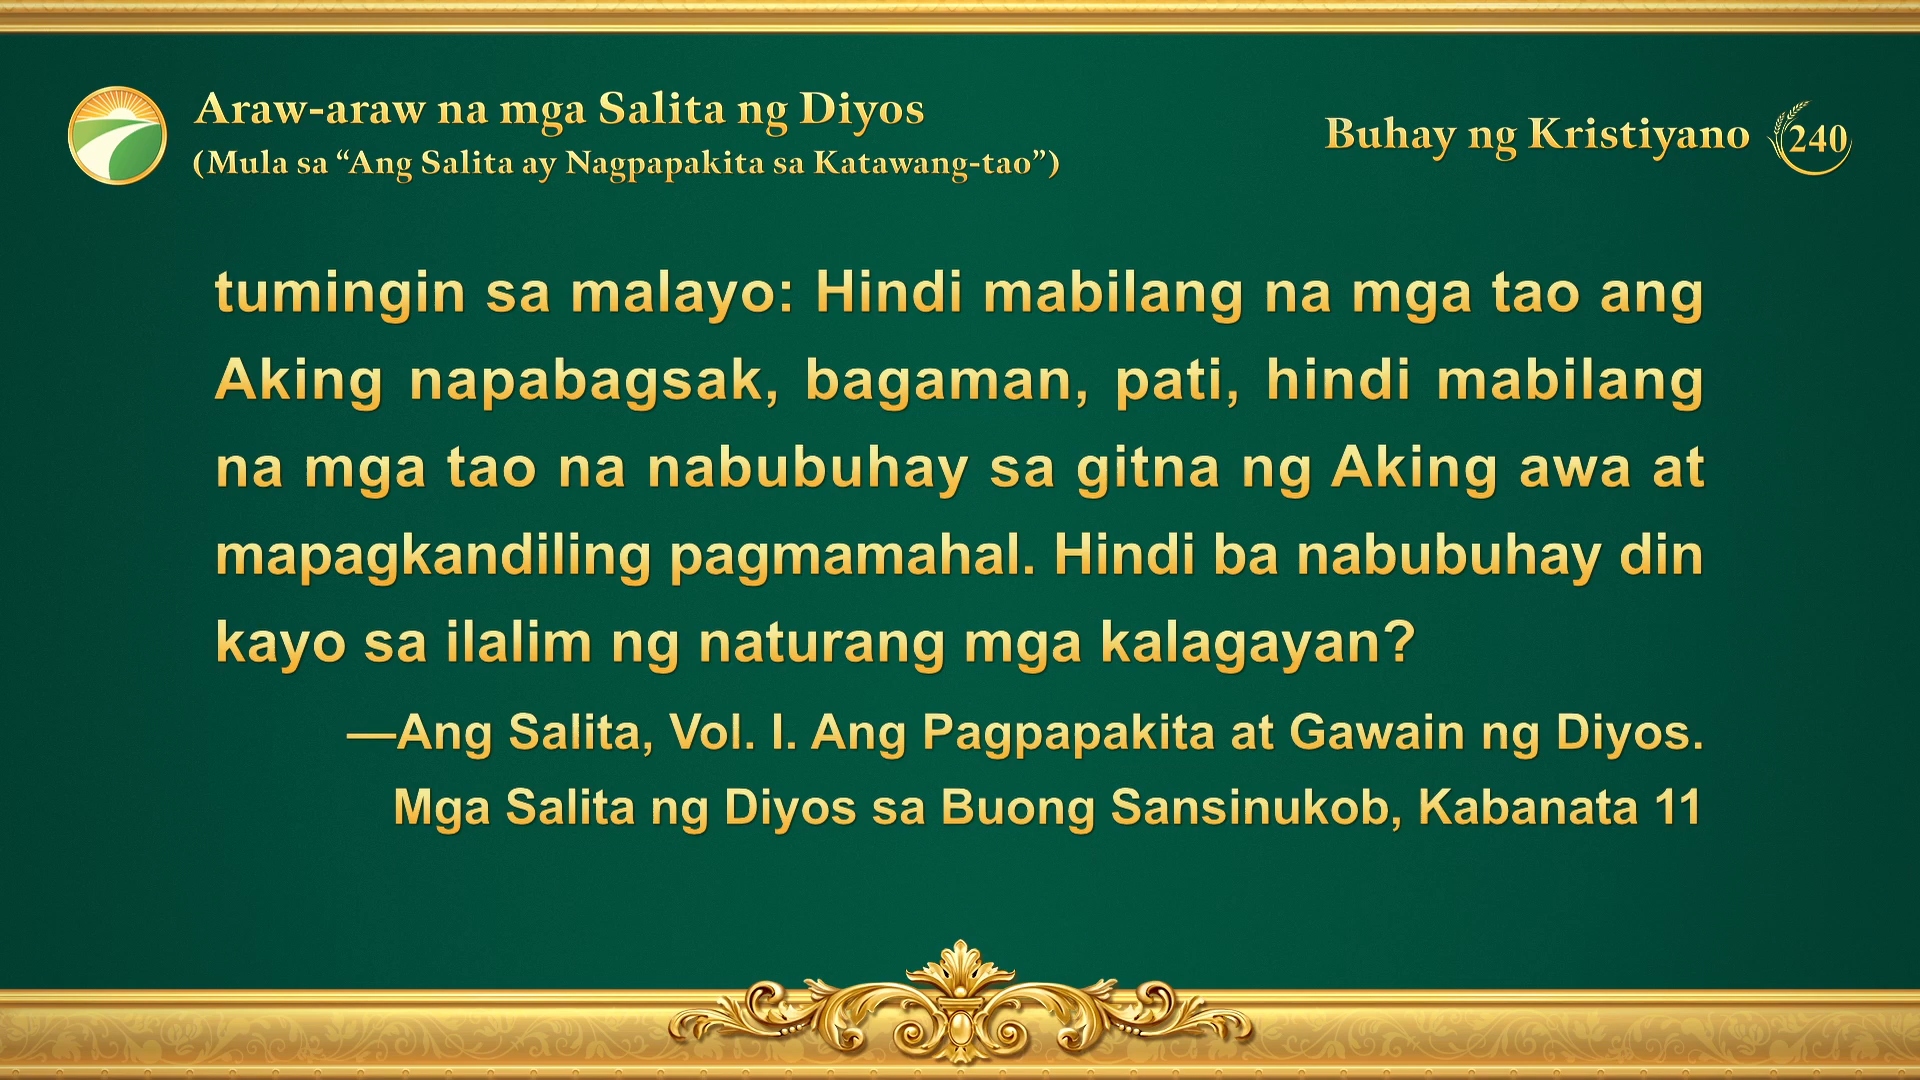 Araw-araw na mga Salita ng Diyos
(Mula sa “Ang Salita ay Nagpapakita sa Katawang-tao”)
Buhay ng Kristiyano 240
tumingin sa malayo: Hindi mabilang na mga tao ang
Aking napabagsak, bagaman, pati, hindi mabilang
na mga tao na nabubuhay sa gitna ng Aking awa at
mapagkandiling pagmamahal. Hindi ba nabubuhay din
kayo sa ilalim ng naturang mga kalagayan?
—Ang Salita, Vol. I. Ang Pagpapakita at Gawain ng Diyos.
Mga Salita ng Diyos sa Buong Sansinukob, Kabanata 11